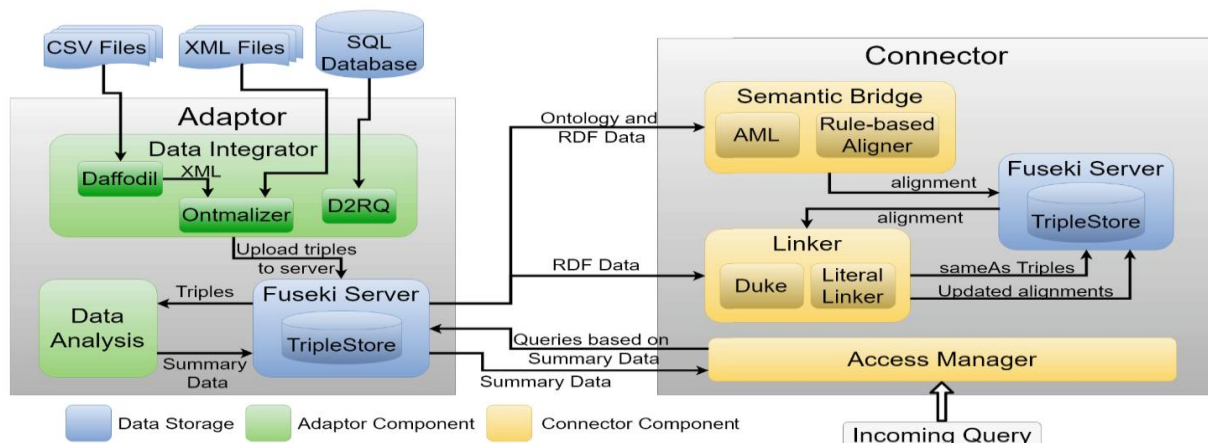 CSV Files
XML Files
SQL
Database
Adaptor
Data Integrator
XML
Daffodil
Ontmalizer
D2RQ
Upload triples
to server
Triples
Data
Analysis
Summary
Data
Fuseki Server
TripleStore
Ontology and
RDF Data
RDF Data
Queries based on
Summary Data
Summary Data
Connector
Semantic Bridge
AML
Rule-based
Aligner
alignment
Fuseki Server
TripleStore
alignment
Linker
Duke
Literal
Linker
sameAs Triples
Updated alignments
Access Manager
Incoming Query
Data Storage
Adaptor Component
Connector Component